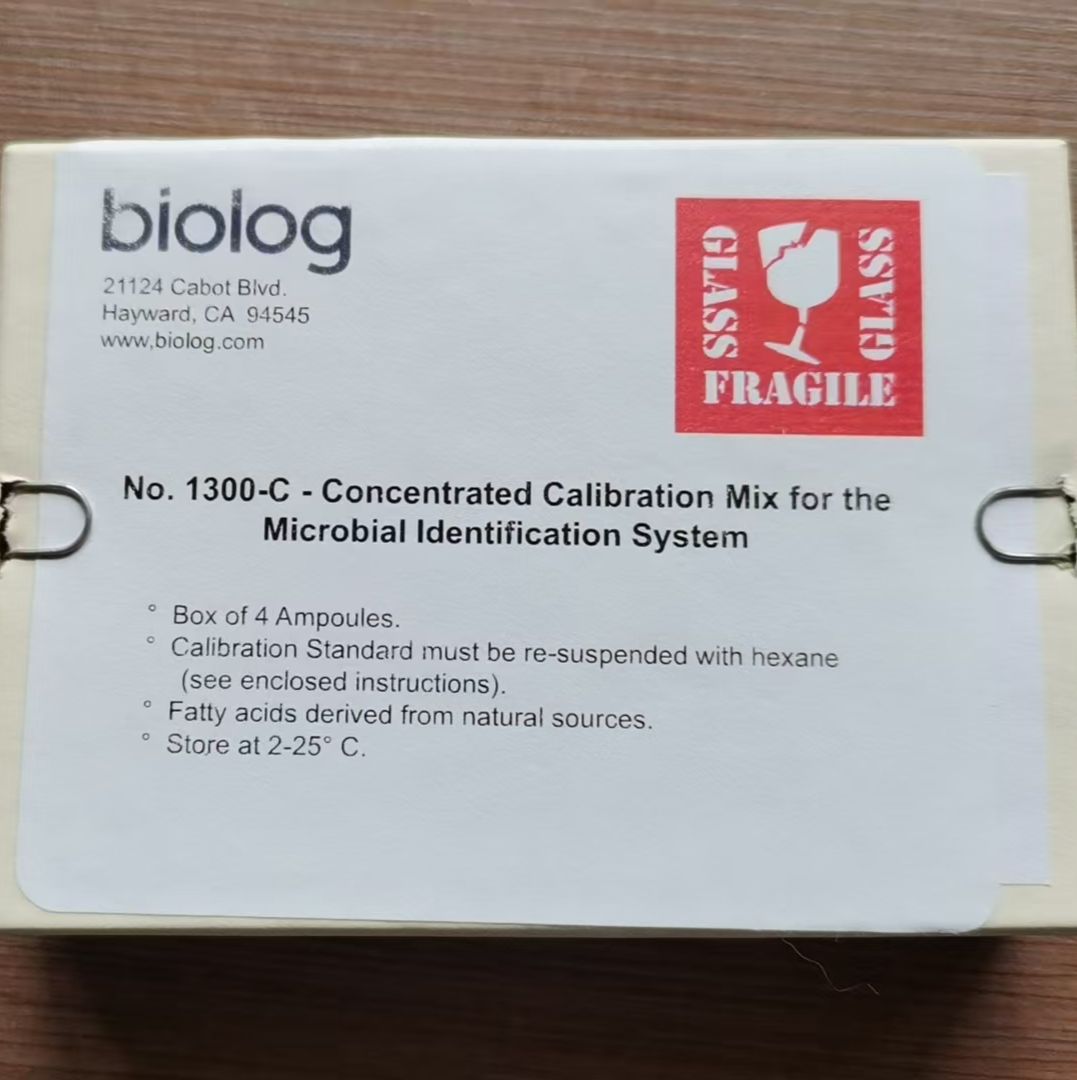 biolog
21124 Cabot Blvd.
Hayward, CA 94545
www,biolog.com
GLASS
GLASS
FRAGILE
No. 1300-C - Concentrated Calibration Mix for the
Microbial Identification System
° Box of 4 Ampoules.
° Calibration Standard must be re-suspended with hexane
(see enclosed instructions).
° Fatty acids derived from natural sources.
° Store at 2-25° C.